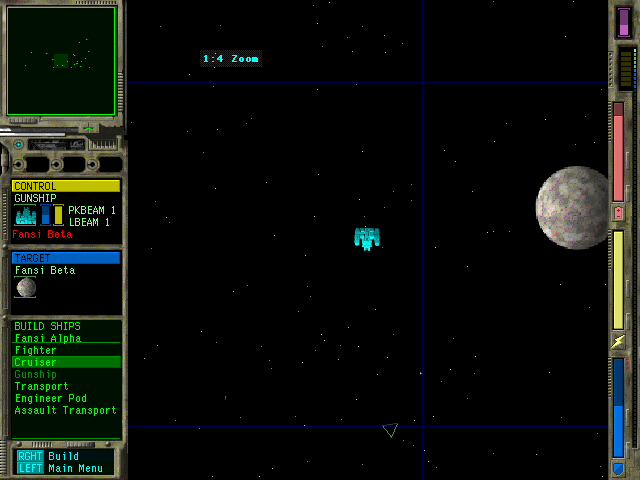 1:4 Zoom
CONTROL
GUNSHIP
PKBEAM 1
LBEAM 1
Fansi Beta
TARGET
Fansi Beta
BUILD SHIPS
Fansi Alpha
Fighter
Cruiser
Gunship
Transport
Engineer Pod
Assault Transport
RGHT Build
LEFT Main Menu